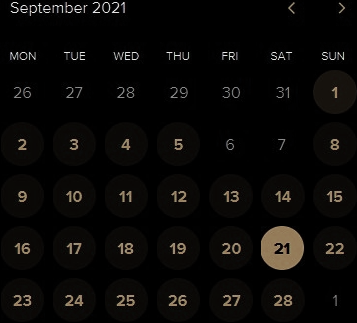 September 2021
MON TUE WED THU FRI SAT SUN
26 27 28 29 30 31 1
2 3 4 5 6 7 8
9 10 11 12 13 14 15
16 17 18 19 20 21 22
23 24 25 26 27 28 1